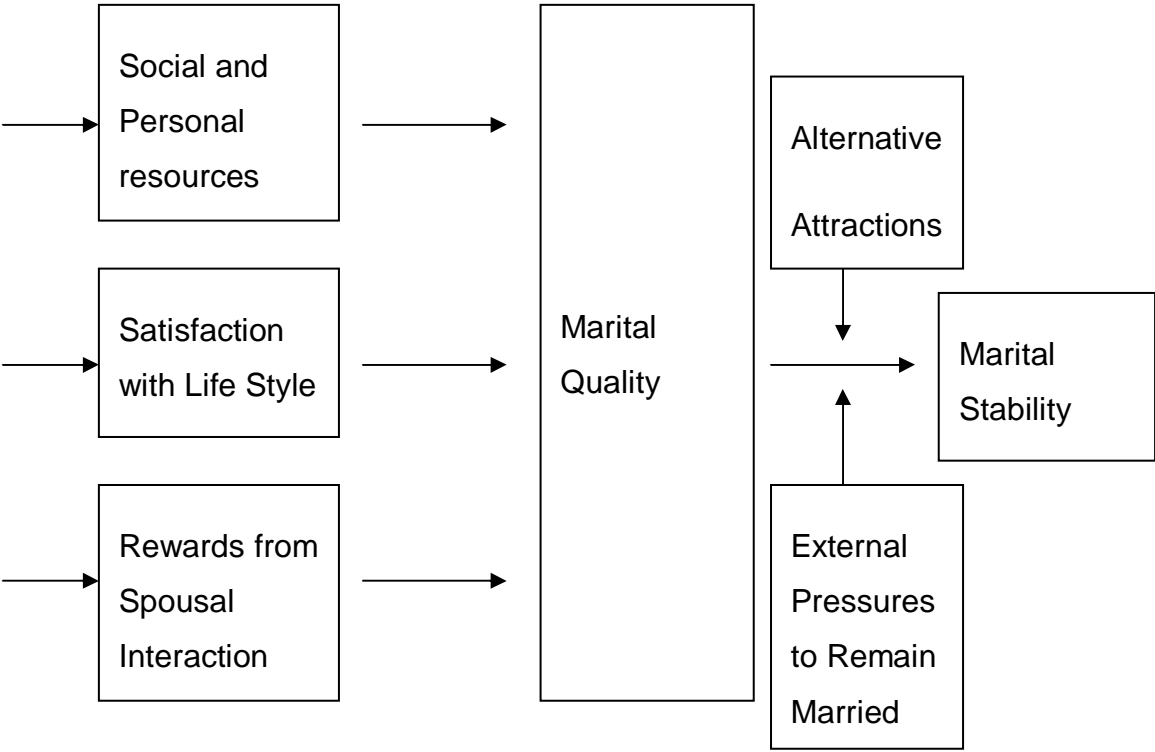 Social and
Personal
resources
Satisfaction
with Life Style
Rewards from
Spousal
Interaction
Marital
Quality
Alternative
Attractions
External
Pressures
to Remain
Married
Marital
Stability